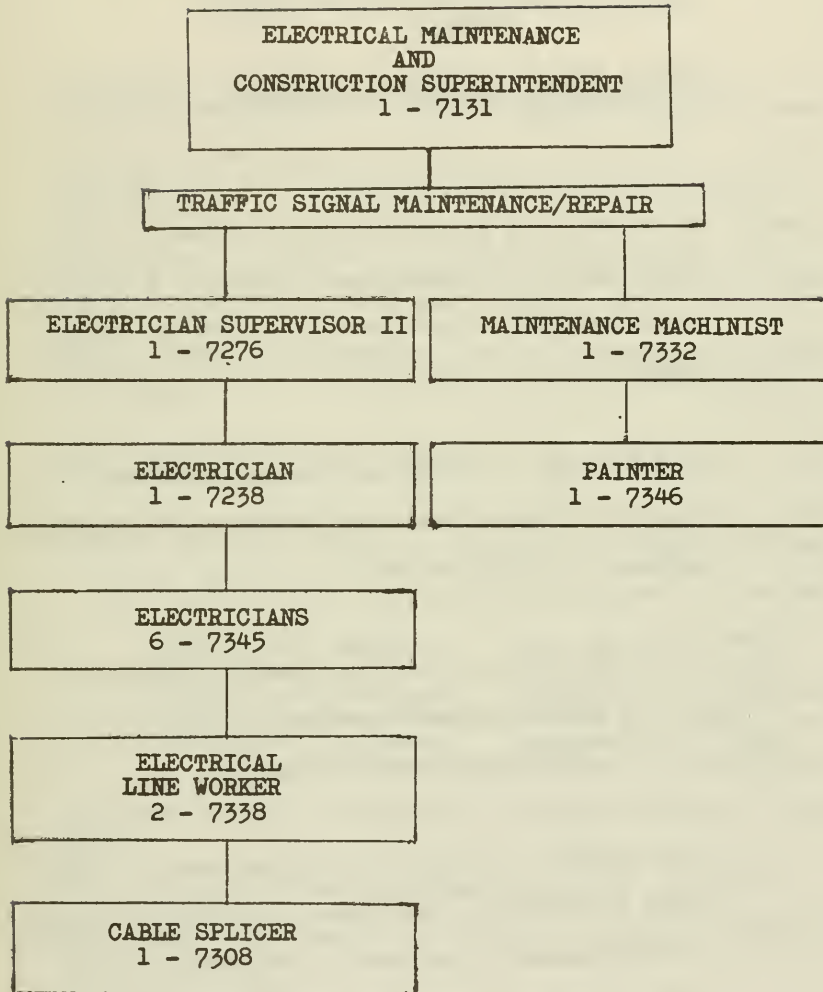 ELECTRICAL MAINTENANCE
AND
CONSTRUCTION SUPERINTENDENT
1 - 7131
TRAFFIC SIGNAL MAINTENANCE/REPAIR
ELECTRICIAN SUPERVISOR II
1 - 7276
MAINTENANCE MACHINIST
1 - 7332
ELECTRICIAN
1 - 7238
PAINTER
1 - 7346
ELECTRICIANS
6 - 7345
ELECTRICAL
LINE WORKER
2 - 7338
CABLE SPLICER
1 - 7308